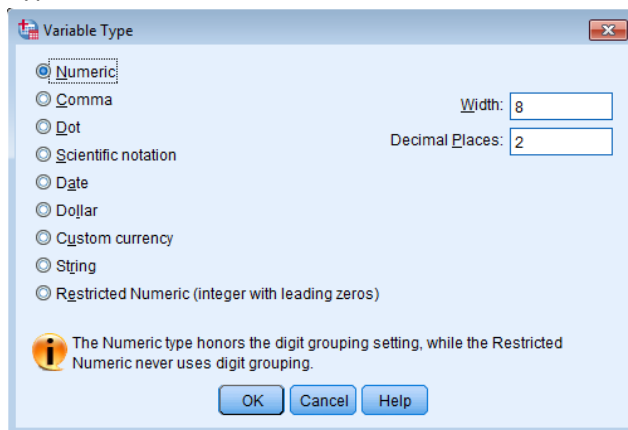 Variable Type
Numeric
Comma
Width: 8
Dot
Decimal Places: 2
Scientific notation
Date
Dollar
Custom currency
String
Restricted Numeric (integer with leading zeros)
The Numeric type honors the digit grouping setting, while the Restricted
Numeric never uses digit grouping.
OK Cancel Help